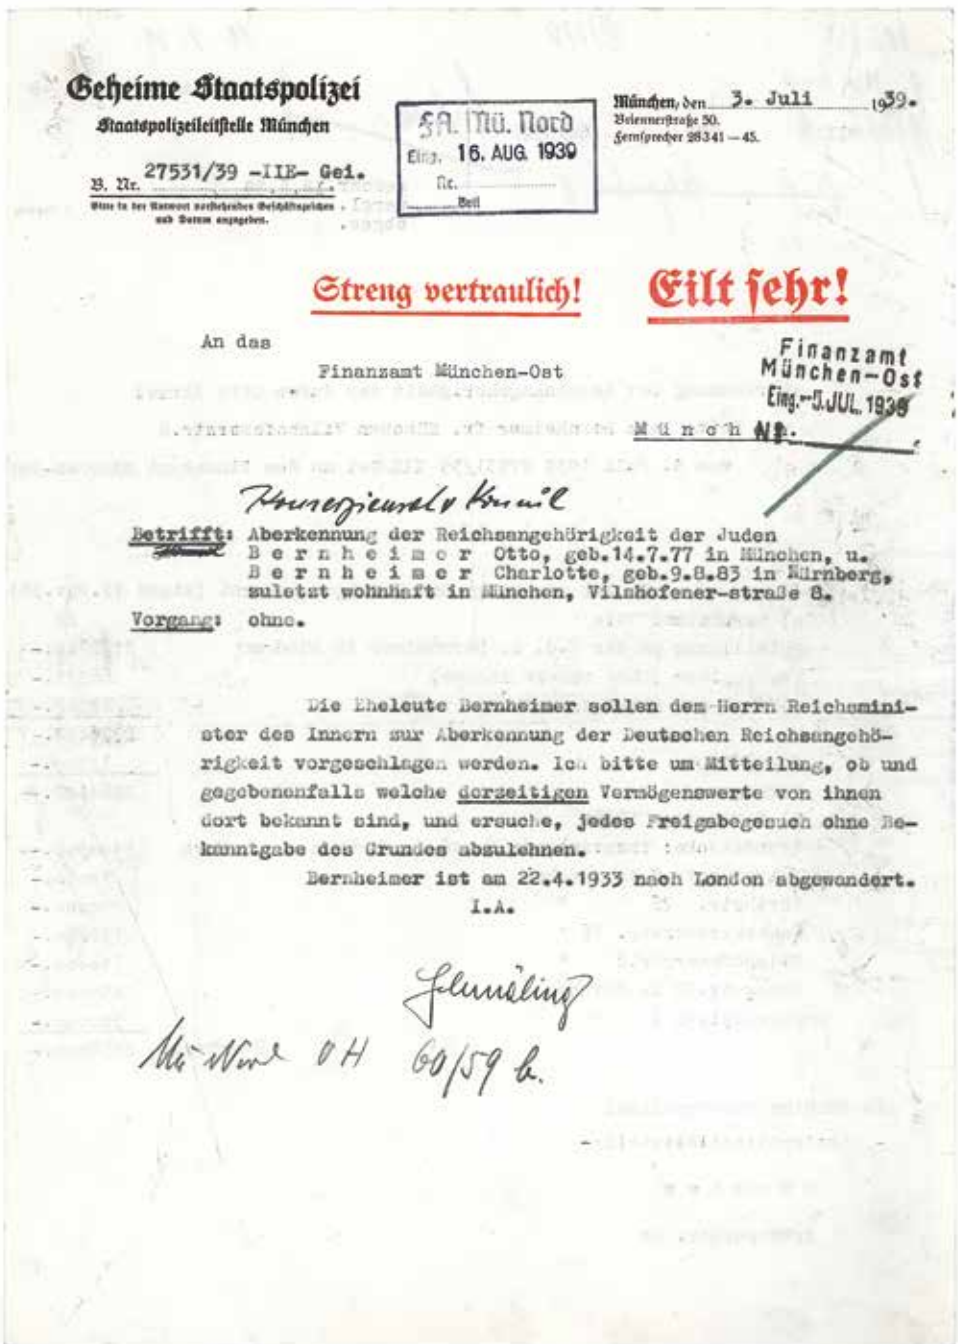 Geheime Staatspolizei
Staatspolizeileitstelle München
B. Nr. 27531/39 -IIE- Gei.
Bitte in der Antwort vorstehendes Geschäftszeichen
und Datum angegeben.
FA. Mü. Nord
Eing. 16. AUG. 1939
Nr.
Beil
München, den 3. Juli 1939.
Briennerstraße 50.
Fernsprecher 28341—45.
Streng vertraulich! Eilt sehr!
An das
Finanzamt München-Ost
Finanzamt
München-Ost
Eing. -5. JUL. 1939
Nr.
M ü n c h
Kommerzienrat u Konsul
Betrifft: Aberkennung der Reichsangehörigkeit der Juden
B e r n h e i m e r Otto, geb.14.7.77 in München, u.
B e r n h e i m e r Charlotte, geb.9.8.83 in Nürnberg,
zuletzt wohnhaft in München, Vilshofener-straße 8.
Vorgang: ohne.
Die Eheleute Bernheimer sollen dem Herrn Reichsmini-
ster des Innern zur Aberkennung der Deutschen Reichsangehö-
rigkeit vorgeschlagen werden. Ich bitte um Mitteilung, ob und
gegebenenfalls welche derzeitigen Vermögenswerte von ihnen
dort bekannt sind, und ersuche, jedes Freigabegesuch ohne Be-
kanntgabe des Grundes abzulehnen.
Bernheimer ist am 22.4.1933 nach London abgewandert.
I.A.
Mü Nord VH 60/59 b.